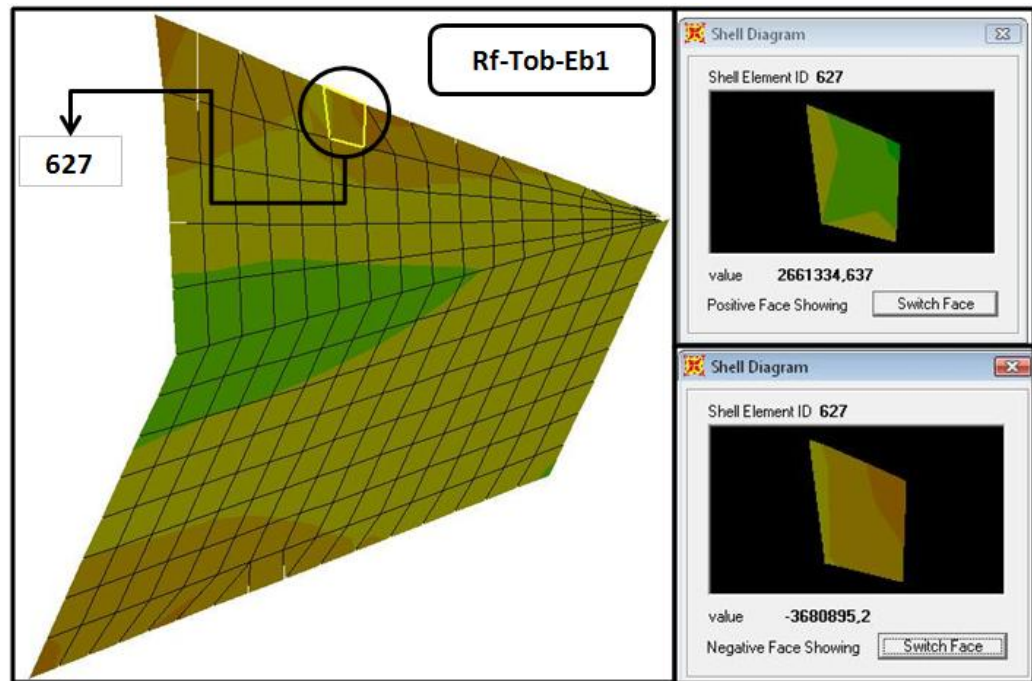 Rf-Tob-Eb1
627
Shell Diagram
Shell Element ID 627
value 2661334,637
Positive Face Showing Switch Face
Shell Diagram
Shell Element ID 627
value -3680895,2
Negative Face Showing Switch Face